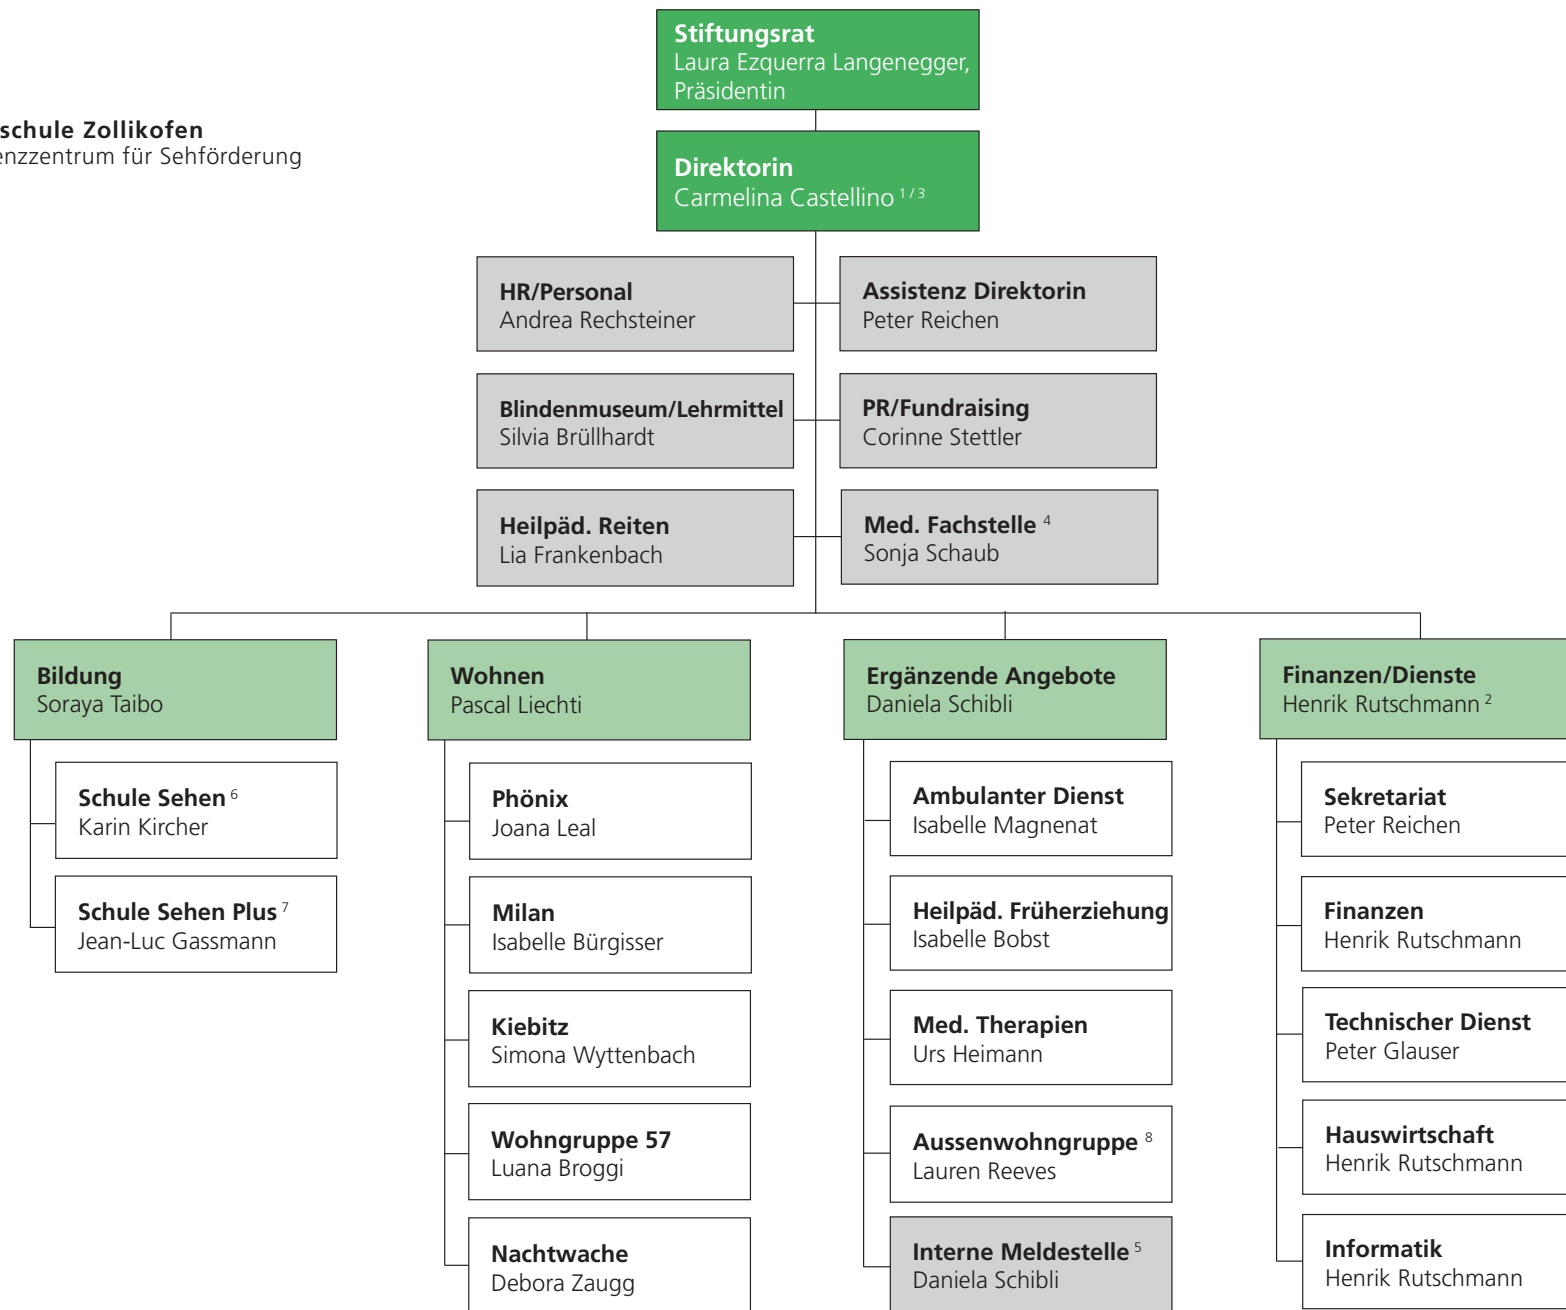 Stiftungsrat
Laura Ezquerra Langenegger,
Präsidentin
schule Zollikofen
enzzentrum für Sehförderung
Direktorin
Carmelina Castellino 1 / 3
HR/Personal
Andrea Rechsteiner
Assistenz Direktorin
Peter Reichen
Blindenmuseum/Lehrmittel
Silvia Brüllhardt
PR/Fundraising
Corinne Stettler
Heilpäd. Reiten
Lia Frankenbach
Med. Fachstelle 4
Sonja Schaub
Bildung
Soraya Taibo
Schule Sehen 6
Karin Kircher
Schule Sehen Plus 7
Jean-Luc Gassmann
Wohnen
Pascal Liechti
Phönix
Joana Leal
Milan
Isabelle Bürgisser
Kiebitz
Simona Wyttenbach
Wohngruppe 57
Luana Broggi
Nachtwache
Debora Zaugg
Ergänzende Angebote
Daniela Schibli
Ambulanter Dienst
Isabelle Magnenat
Heilpäd. Früherziehung
Isabelle Bobst
Med. Therapien
Urs Heimann
Aussenwohngruppe 8
Lauren Reeves
Interne Meldestelle 5
Daniela Schibli
Finanzen/Dienste
Henrik Rutschmann 2
Sekretariat
Peter Reichen
Finanzen
Henrik Rutschmann
Technischer Dienst
Peter Glauser
Hauswirtschaft
Henrik Rutschmann
Informatik
Henrik Rutschmann